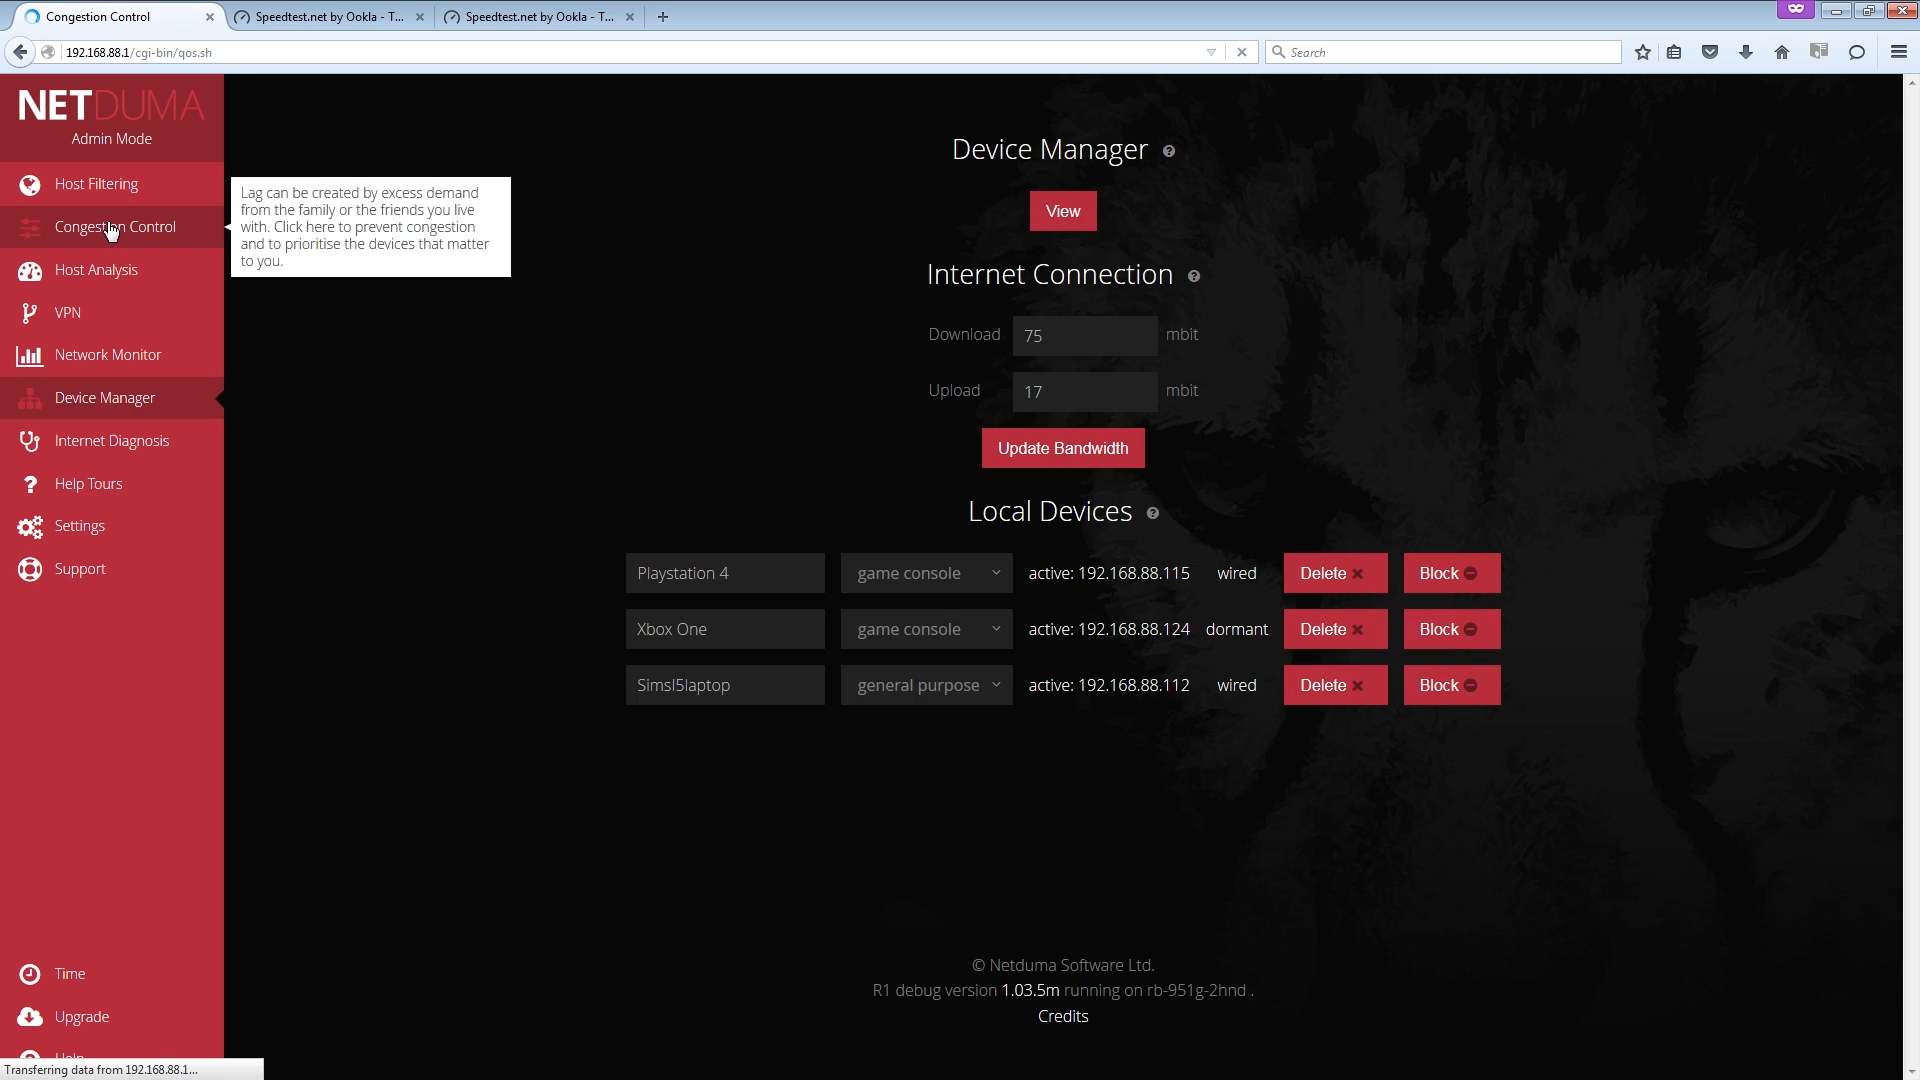 Congestion Control
Speedtest.net by Ookla - T...
Speedtest.net by Ookla - T...
192.168.88.1/cgi-bin/qos.sh
Search
NETDUMA
Admin Mode
Host Filtering
Congestion Control
Host Analysis
VPN
Network Monitor
Device Manager
Internet Diagnosis
Help Tours
Settings
Support
Time
Upgrade
Help
Transferring data from 192.168.88.1...
Lag can be created by excess demand
from the family or the friends you live
with. Click here to prevent congestion
and to prioritise the devices that matter
to you.
Device Manager
View
Internet Connection
Download 75 mbit
Upload 17 mbit
Update Bandwidth
Local Devices
Playstation 4 game console active: 192.168.88.115 wired Delete Block
Xbox One game console active: 192.168.88.124 dormant Delete Block
Simsl5laptop general purpose active: 192.168.88.112 wired Delete Block
© Netduma Software Ltd.
R1 debug version 1.03.5m running on rb-951g-2hnd .
Credits